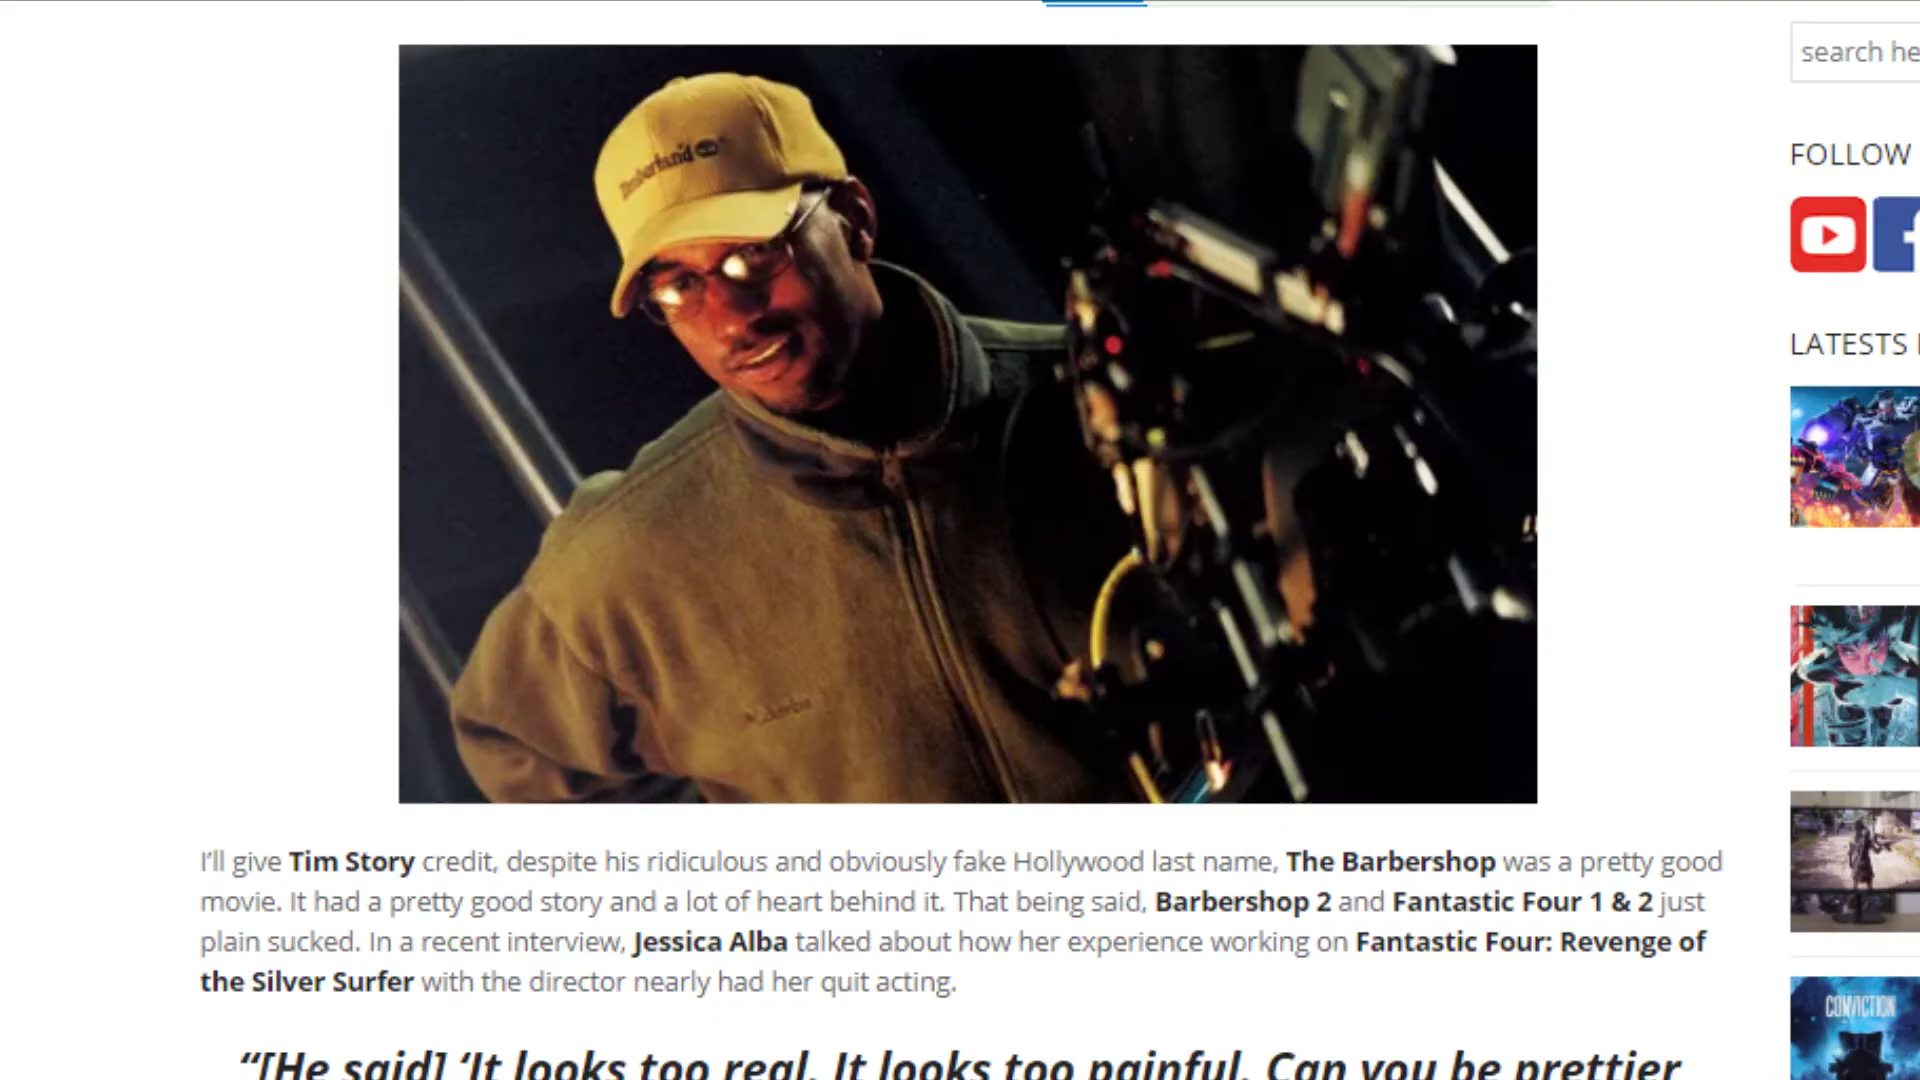 search he
Timberland
FOLLOW
LATESTS
Columbia
I'll give Tim Story credit, despite his ridiculous and obviously fake Hollywood last name, The Barbershop was a pretty good
movie. It had a pretty good story and a lot of heart behind it. That being said, Barbershop 2 and Fantastic Four 1 & 2 just
plain sucked. In a recent interview, Jessica Alba talked about how her experience working on Fantastic Four: Revenge of
the Silver Surfer with the director nearly had her quit acting.
CONVICTION
“[He said] ‘It looks too real. It looks too painful. Can you be prettier